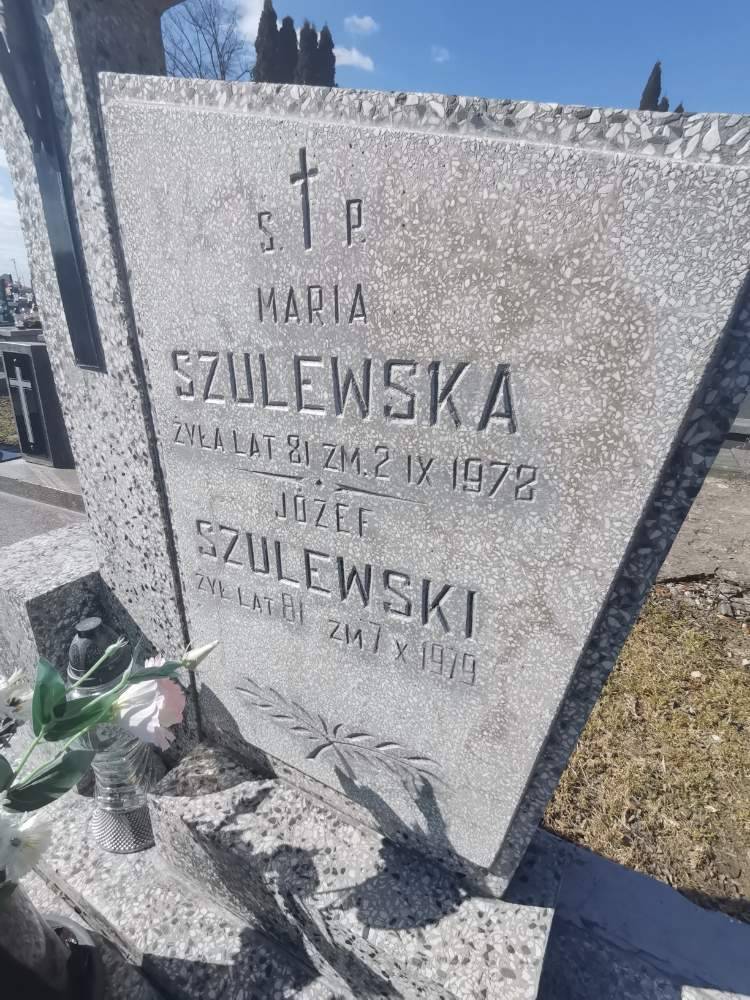 Ś. P.
MARIA
SZULEWSKA
ŻYŁA LAT 81 ZM. 2 IX 1978
JÓZEF
SZULEWSKI
ŻYŁ LAT 81 ZM 7 X 1979